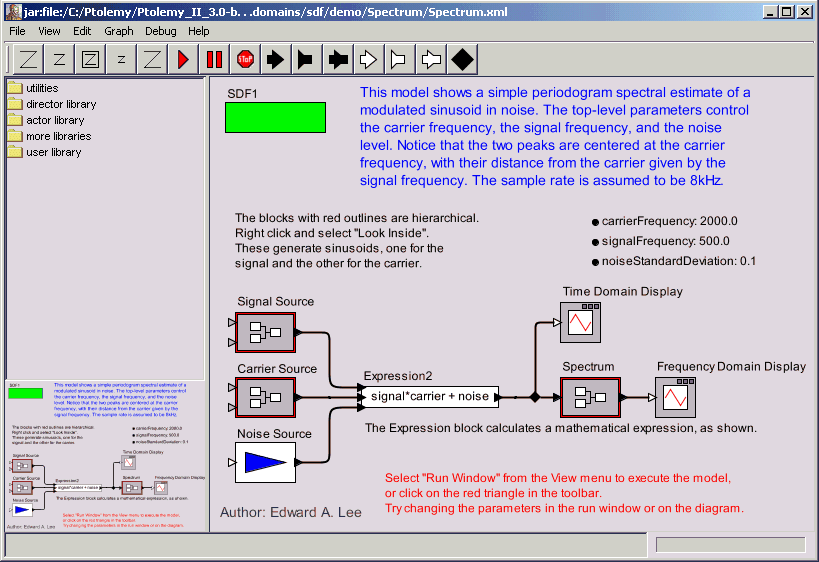 jar:file:/C:/Ptolemy/Ptolemy_II_3.0-b...domains/sdf/demo/Spectrum/Spectrum.xml
File View Edit Graph Debug Help
Z Z Z z Z STOP
utilities
director library
actor library
more libraries
user library
SDF1
This model shows a simple periodogram spectral estimate of a
modulated sinusoid in noise. The top-level parameters control
the carrier frequency, the signal frequency, and the noise
level. Notice that the two peaks are centered at the carrier
frequency, with their distance from the carrier given by the
signal frequency. The sample rate is assumed to be 8kHz.
The blocks with red outlines are hierarchical.
Right click and select "Look Inside".
These generate sinusoids, one for the
signal and the other for the carrier.
carrierFrequency: 2000.0
signalFrequency: 500.0
noiseStandardDeviation: 0.1
Signal Source
Carrier Source
Noise Source
Expression2
signal*carrier + noise
Time Domain Display
Spectrum
Frequency Domain Display
The Expression block calculates a mathematical expression, as shown.
Select "Run Window" from the View menu to execute the model,
or click on the red triangle in the toolbar.
Try changing the parameters in the run window or on the diagram.
Author: Edward A. Lee
SDF1
This model shows a simple periodogram spectral estimate of a
modulated sinusoid in noise. The top-level parameters control
the carrier frequency, the signal frequency, and the noise
level. Notice that the two peaks are centered at the carrier
frequency, with their distance from the carrier given by the
signal frequency. The sample rate is assumed to be 8kHz.
The blocks with red outlines are hierarchical.
Right click and select "Look Inside".
These generate sinusoids, one for the
signal and the other for the carrier.
carrierFrequency: 2000.0
signalFrequency: 500.0
noiseStandardDeviation: 0.1
Signal Source
Carrier Source
Noise Source
Expression2
signal*carrier + noise
Time Domain Display
Spectrum
Frequency Domain Display
The Expression block calculates a mathematical expression, as shown.
Select "Run Window" from the View menu to execute the model,
or click on the red triangle in the toolbar.
Try changing the parameters in the run window or on the diagram.
Author: Edward A. Lee